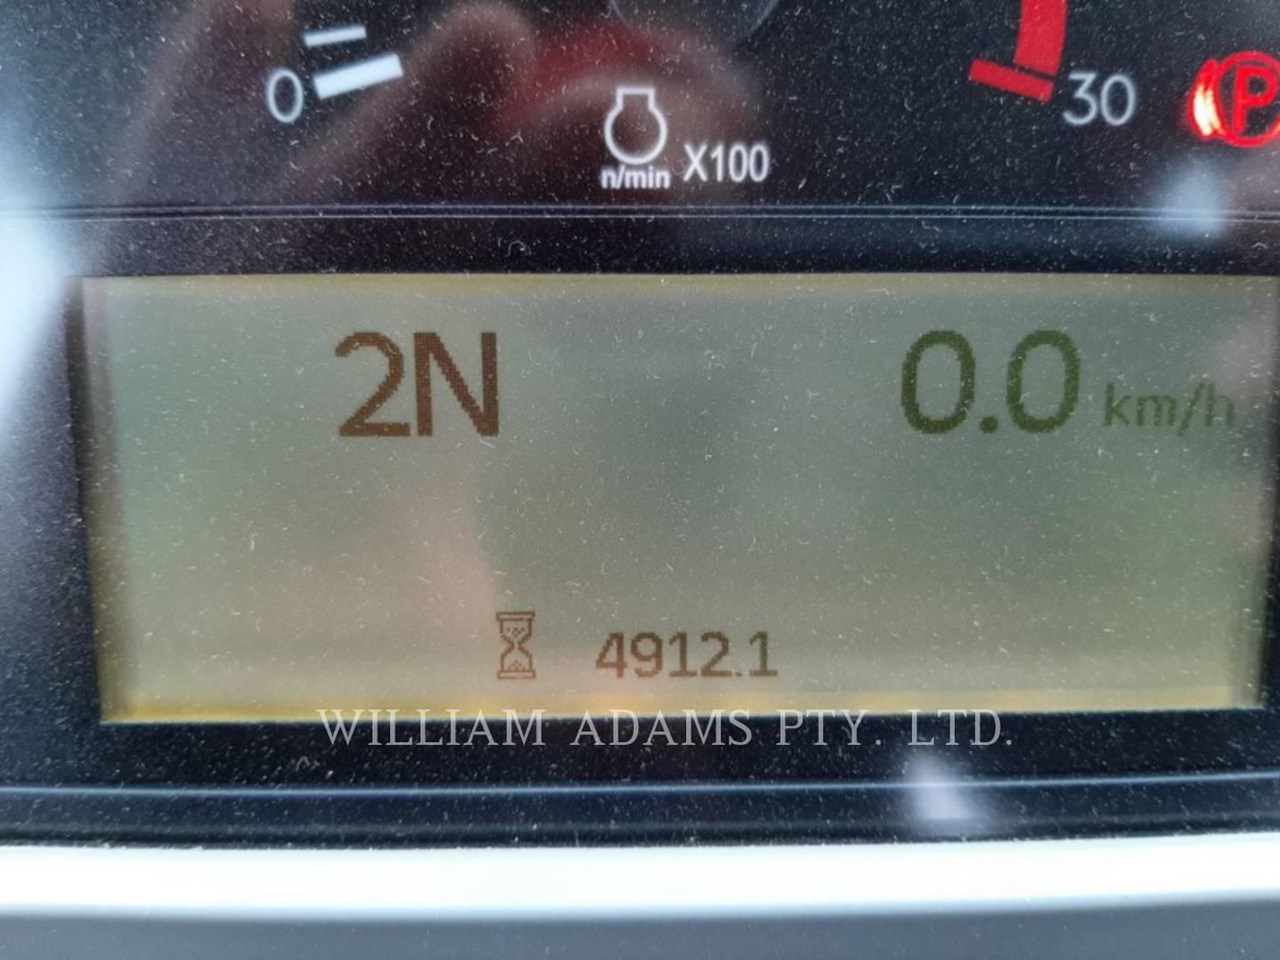 0
30
P
n/min X100
2N 0.0 km/h
4912.1
WILLIAM ADAMS PTY. LTD.